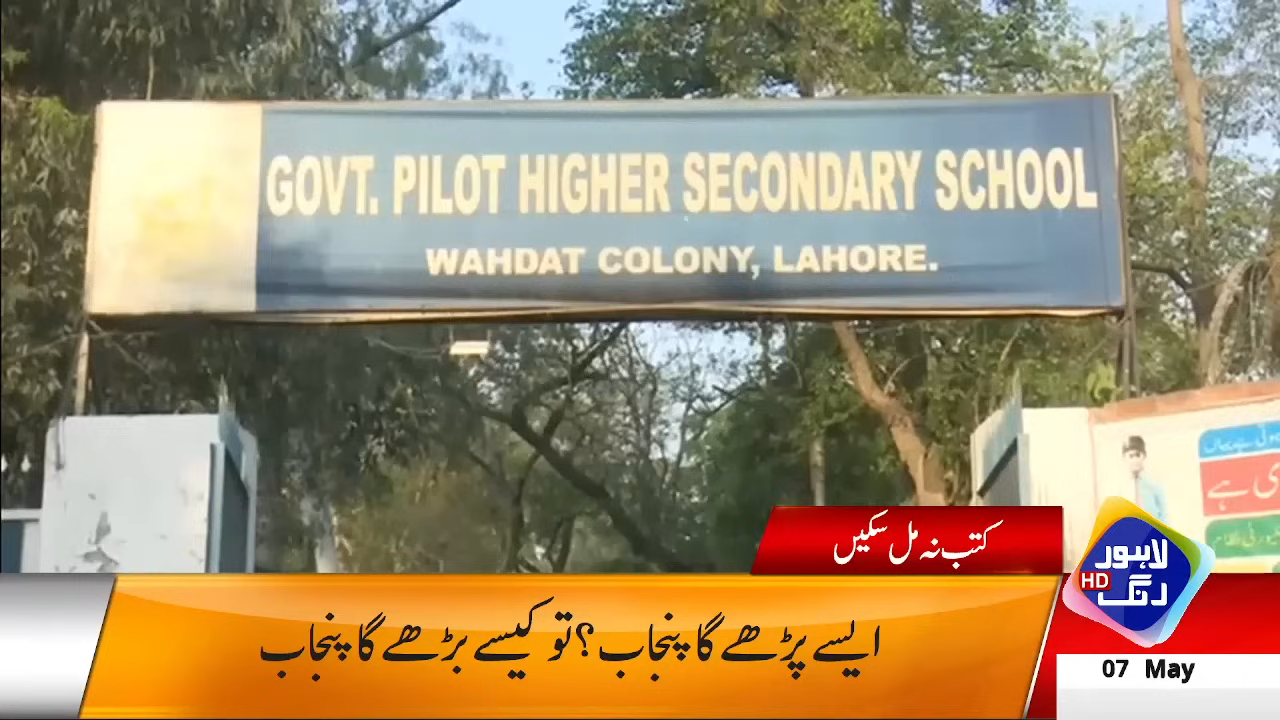 GOVT. PILOT HIGHER SECONDARY SCHOOL
WAHDAT COLONY, LAHORE.
ی ہے
کتب نہ مل سکیں
لاہور
HD رنگ
ایسے پڑھے گا پنجاب؟ تو کیسے بڑھے گا پنجاب
07 May